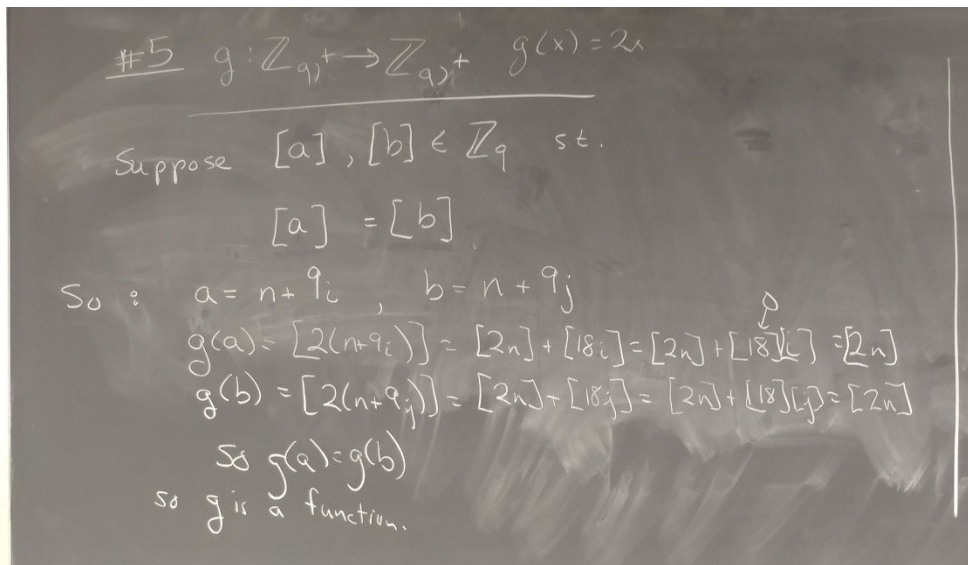 #5 g: ℤ₉,⁺ → ℤ₉,⁺ g(x) = 2x
Suppose [a], [b] ∈ ℤ₉ st.
[a] = [b]
So : a = n + 9i , b = n + 9j
0
g(a) = [2(n+9i)] = [2n] + [18i] = [2n] + [18][i] = [2n]
g(b) = [2(n+9j)] = [2n] + [18j] = [2n] + [18][j] = [2n]
so g(a) = g(b)
so g is a function.